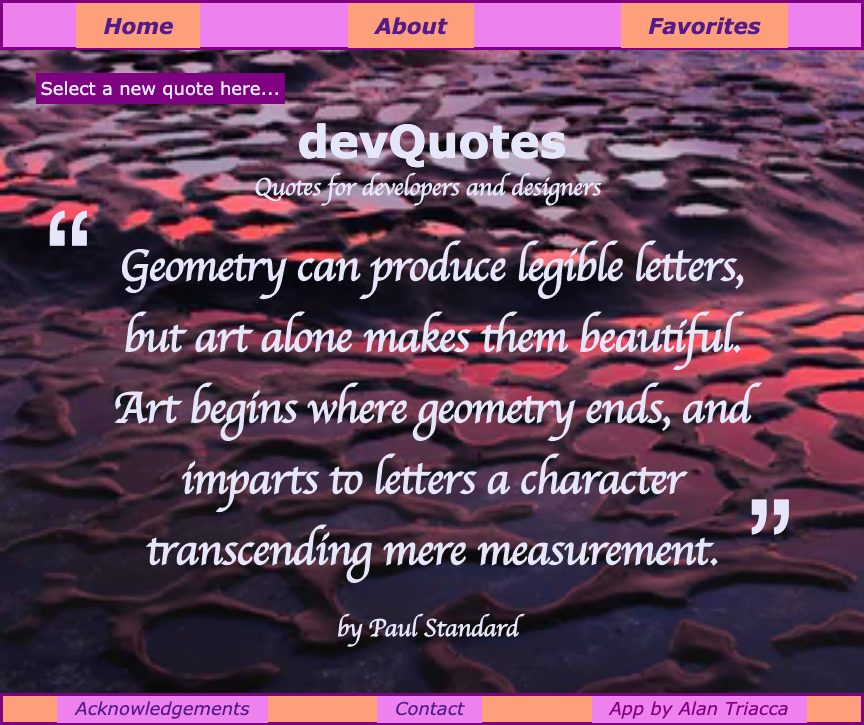 Home About Favorites
Select a new quote here...
devQuotes
Quotes for developers and designers
“
Geometry can produce legible letters,
but art alone makes them beautiful.
Art begins where geometry ends, and
imparts to letters a character
transcending mere measurement.
”
by Paul Standard
Acknowledgements Contact App by Alan Triacca